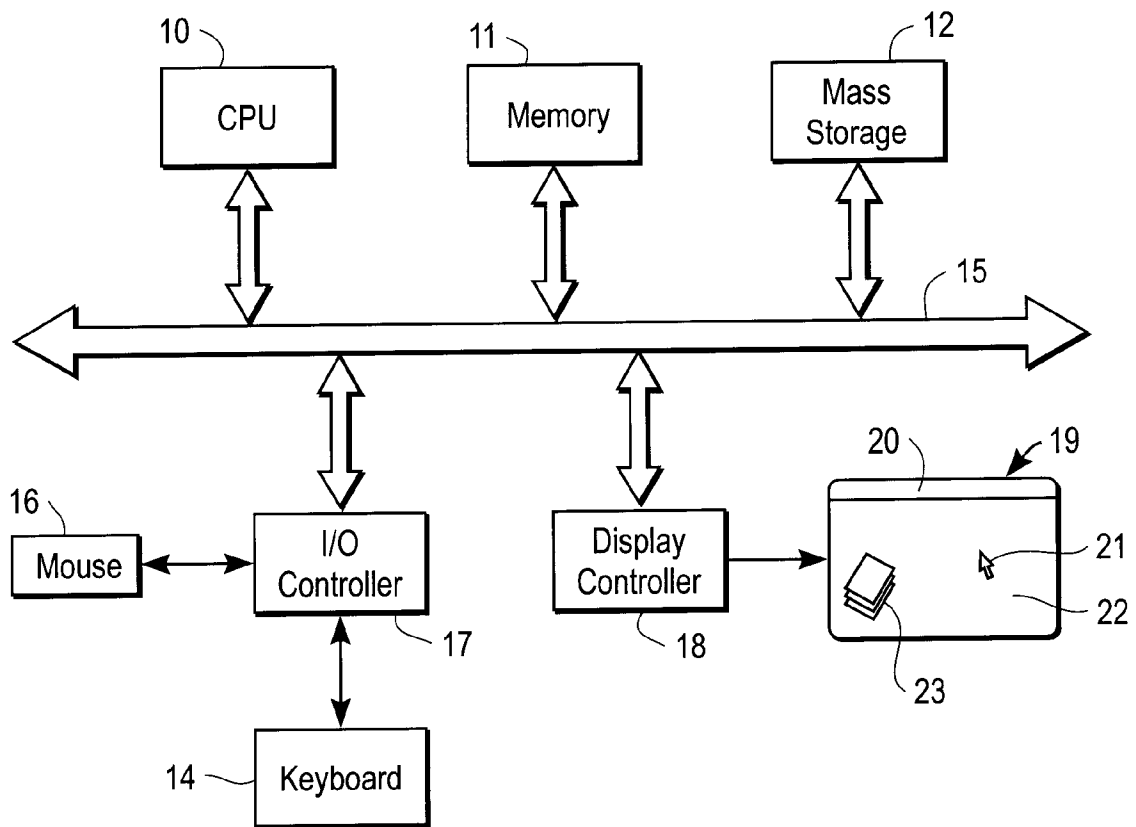 10
CPU
11
Memory
12
Mass
Storage
15
16
Mouse
I/O
Controller
17
Display
Controller
18
20
19
21
22
23
14
Keyboard